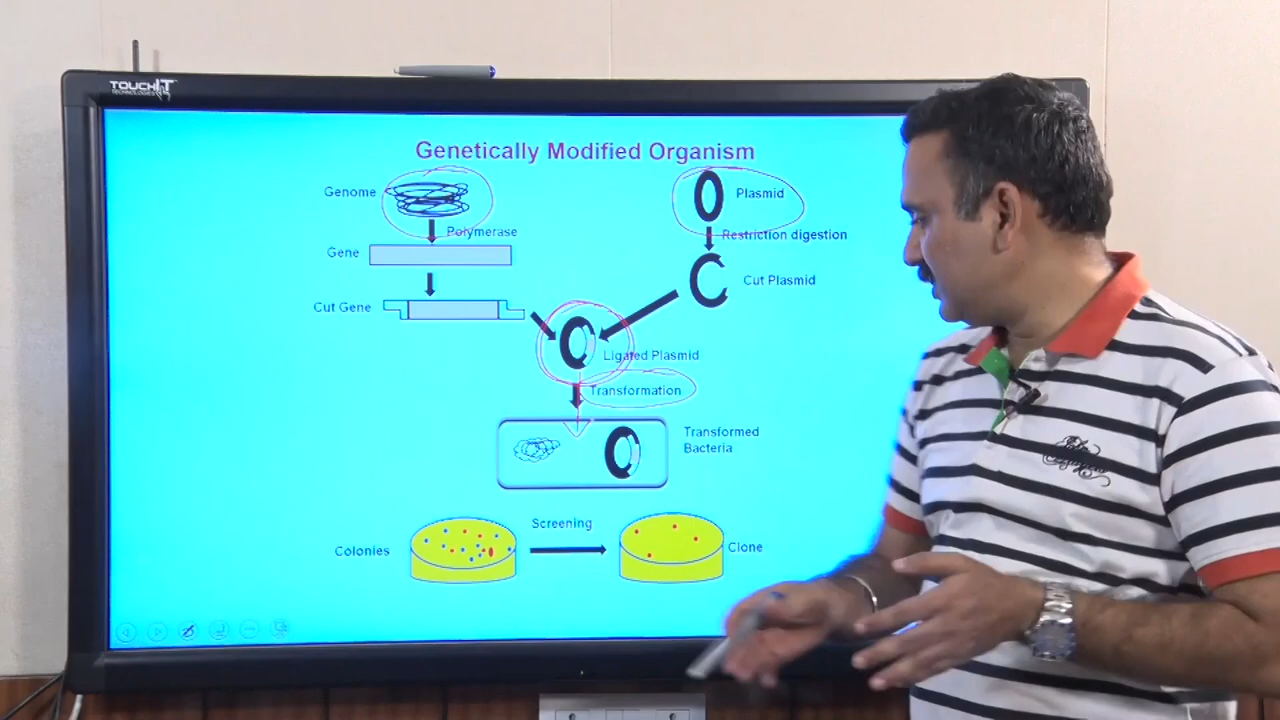 TOUCHIT
TECHNOLOGIES
Genetically Modified Organism
Genome
Plasmid
Polymerase
Restriction digestion
Gene
Cut Plasmid
Cut Gene
Ligated Plasmid
Transformation
Transformed
Bacteria
Screening
Colonies
Clone